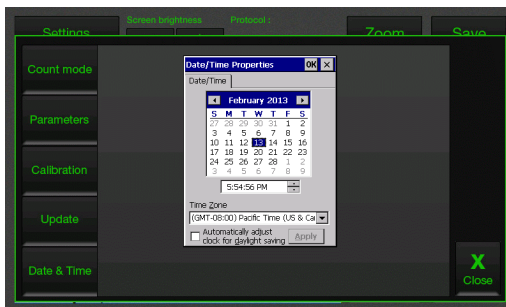 Screen brightness Protocol :
Settings Zoom Save
Count mode
Parameters
Calibration
Update
Date & Time
Date/Time Properties OK ×
Date/Time
February 2013
S M T W T F S
27 28 29 30 31 1 2
3 4 5 6 7 8 9
10 11 12 13 14 15 16
17 18 19 20 21 22 23
24 25 26 27 28 1 2
3 4 5 6 7 8 9
5:54:56 PM
Time Zone
(GMT-08:00) Pacific Time (US & Ca
Automatically adjust
clock for daylight saving Apply
X
Close